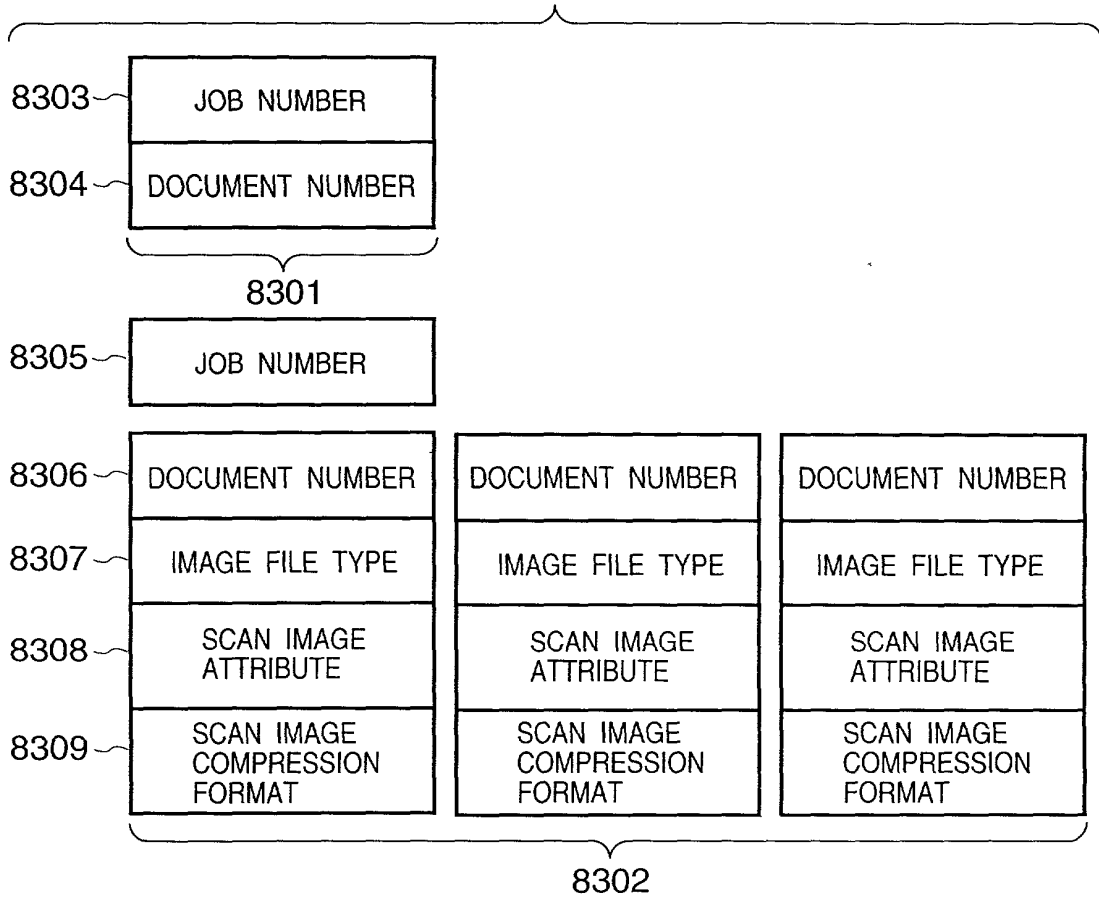 8303 JOB NUMBER
8304 DOCUMENT NUMBER
8301
8305 JOB NUMBER
8306 DOCUMENT NUMBER DOCUMENT NUMBER DOCUMENT NUMBER
8307 IMAGE FILE TYPE IMAGE FILE TYPE IMAGE FILE TYPE
8308 SCAN IMAGE SCAN IMAGE SCAN IMAGE
ATTRIBUTE ATTRIBUTE ATTRIBUTE
8309 SCAN IMAGE SCAN IMAGE SCAN IMAGE
COMPRESSION COMPRESSION COMPRESSION
FORMAT FORMAT FORMAT
8302